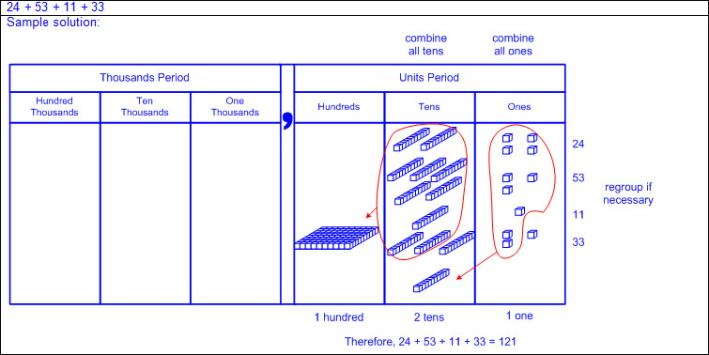 24 + 53 + 11 + 33
Sample solution:
combine
all tens
combine
all ones
Thousands Period
,
Units Period
Hundred
Thousands
Ten
Thousands
One
Thousands
Hundreds
Tens
Ones
24
53
regroup if
necessary
11
33
1 hundred
2 tens
1 one
Therefore, 24 + 53 + 11 + 33 = 121